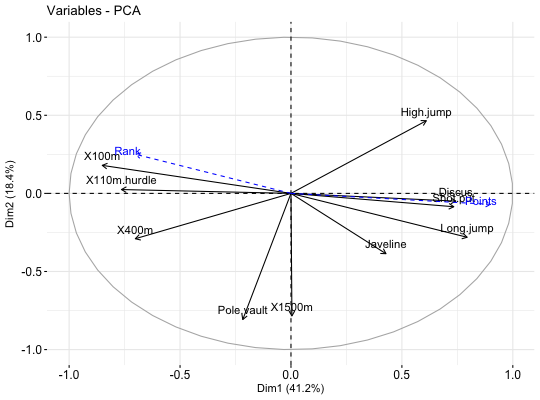 Variables - PCA
1.0
High.jump
0.5
Rank
X100m
X110m.hurdle
Discus
Shot.put
Points
0.0
X400m
Long.jump
Javeline
-0.5
Pole.vault
X1500m
-1.0
-1.0
-0.5
0.0
0.5
1.0
Dim1 (41.2%)
Dim2 (18.4%)